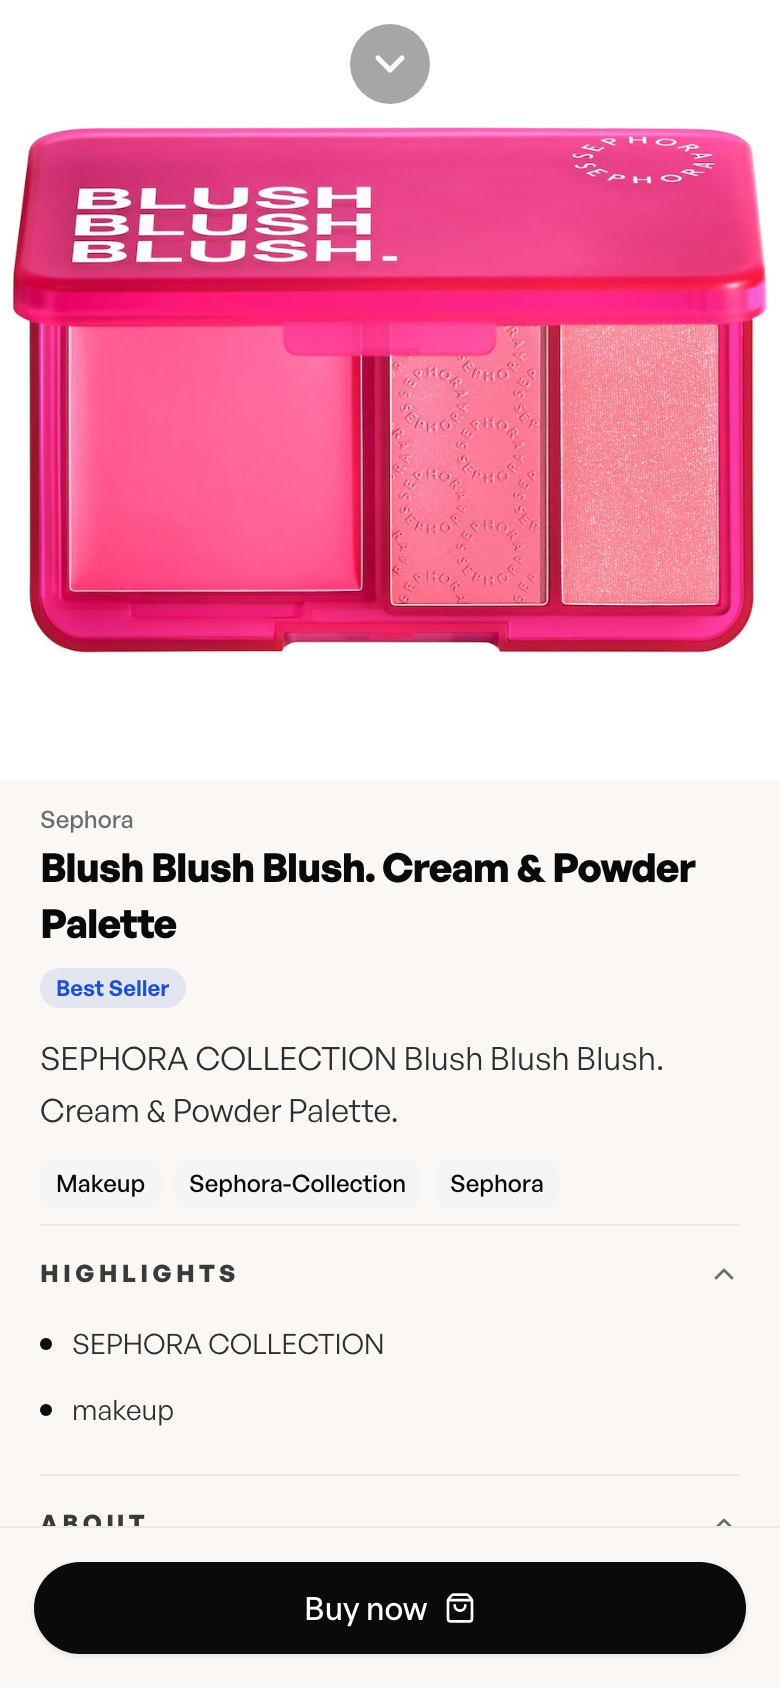 SEPHORA SEPHORA
BLUSH
BLUSH
BLUSH.
Sephora
Blush Blush Blush. Cream & Powder
Palette
Best Seller
SEPHORA COLLECTION Blush Blush Blush.
Cream & Powder Palette.
Makeup
Sephora-Collection
Sephora
HIGHLIGHTS
SEPHORA COLLECTION
makeup
ABOUT
Buy now